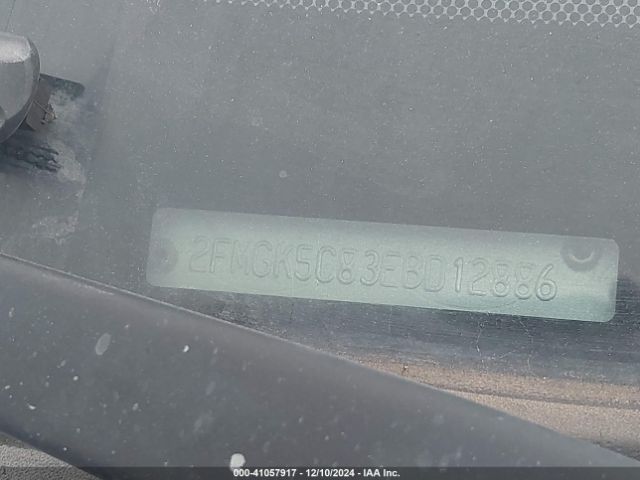 2FMGK5C83EBD12886
000-41057917 - 12/10/2024 - IAA Inc.